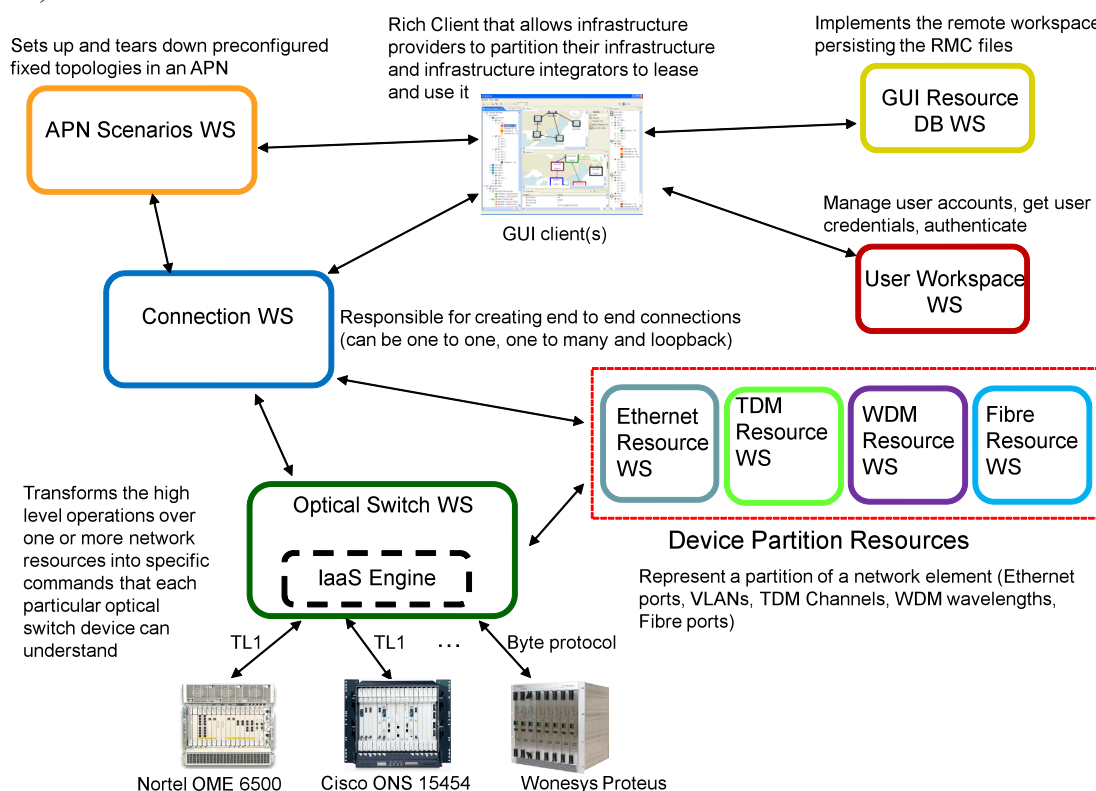 Sets up and tears down preconfigured
fixed topologies in an APN
APN Scenarios WS
Rich Client that allows infrastructure
providers to partition their infrastructure
and infrastructure integrators to lease
and use it
GUI client(s)
Implements the remote workspace
persisting the RMC files
GUI Resource
DB WS
Manage user accounts, get user
credentials, authenticate
User Workspace
WS
Connection WS
Responsible for creating end to end connections
(can be one to one, one to many and loopback)
Ethernet
Resource
WS
TDM
Resource
WS
WDM
Resource
WS
Fibre
Resource
WS
Device Partition Resources
Represent a partition of a network element (Ethernet
ports, VLANs, TDM Channels, WDM wavelengths,
Fibre ports)
Transforms the high
level operations over
one or more network
resources into specific
commands that each
particular optical
switch device can
understand
Optical Switch WS
IaaS Engine
TL1
TL1
...
Byte protocol
Nortel OME 6500
Cisco ONS 15454
Wonesys Proteus